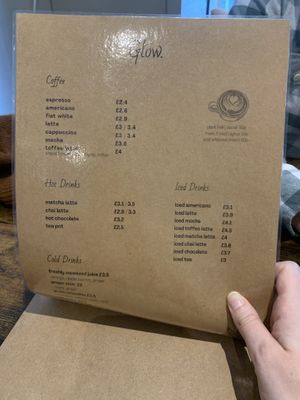 Glow.
Coffee
espresso £2.4
americano £2.6
flat white £2.9
latte £3 | 3.4
cappuccino £3 | 3.4
mocha £3.6
toffee latte £4
Hot Drinks
matcha latte £3.1 | 3.5
chai latte £2.9 | 3.3
hot chocolate £3.2
tea pot £2.5
Iced Drinks
iced americano £3.1
iced latte £3.9
iced mocha £4.1
iced toffee latte £4.5
iced matcha latte £4
iced chai latte £3.8
iced chocolate £3.7
iced tea £3
Cold Drinks
freshly squeezed juice £3.5